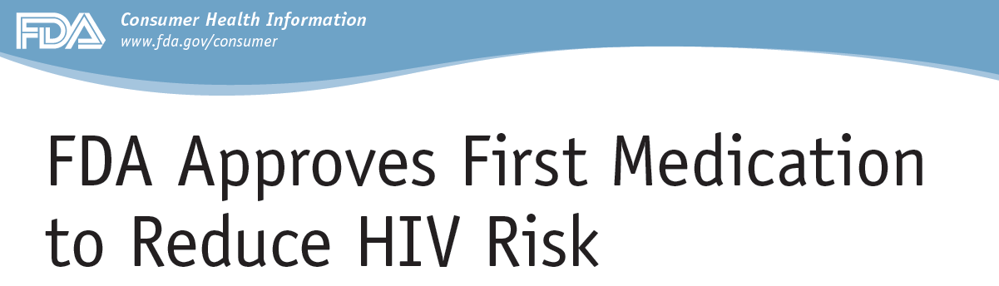 FDA
Consumer Health Information
www.fda.gov/consumer
FDA Approves First Medication
to Reduce HIV Risk